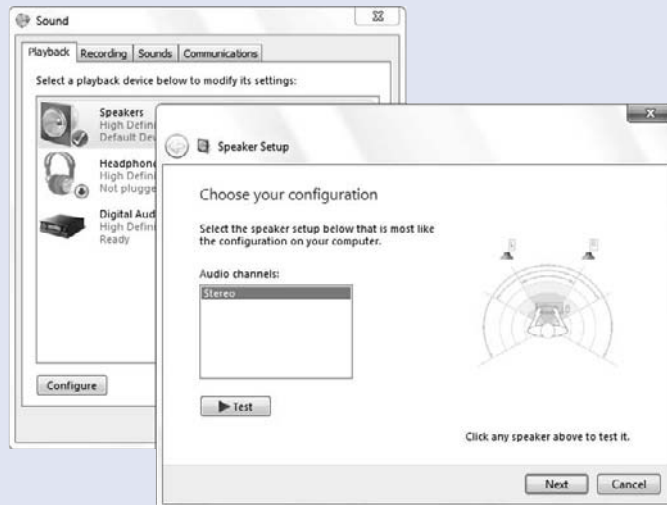 Sound
Playback Recording Sounds Communications
Select a playback device below to modify its settings:
Speakers
High Defini
Default Dev
Headphone
High Defini
Not plugge
Digital Aud
High Defini
Ready
Configure
Speaker Setup
Choose your configuration
Select the speaker setup below that is most like
the configuration on your computer.
Audio channels:
Stereo
Test
Click any speaker above to test it.
Next Cancel